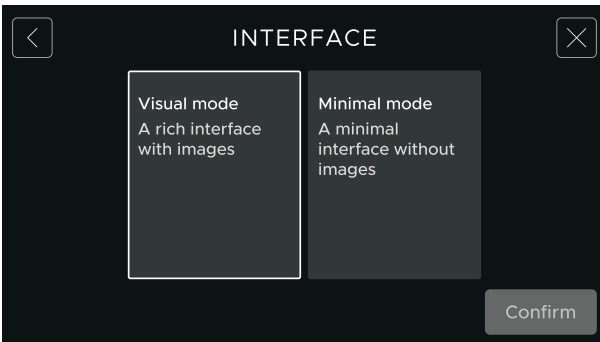 INTERFACE
Visual mode
A rich interface
with images
Minimal mode
A minimal
interface without
images
Confirm